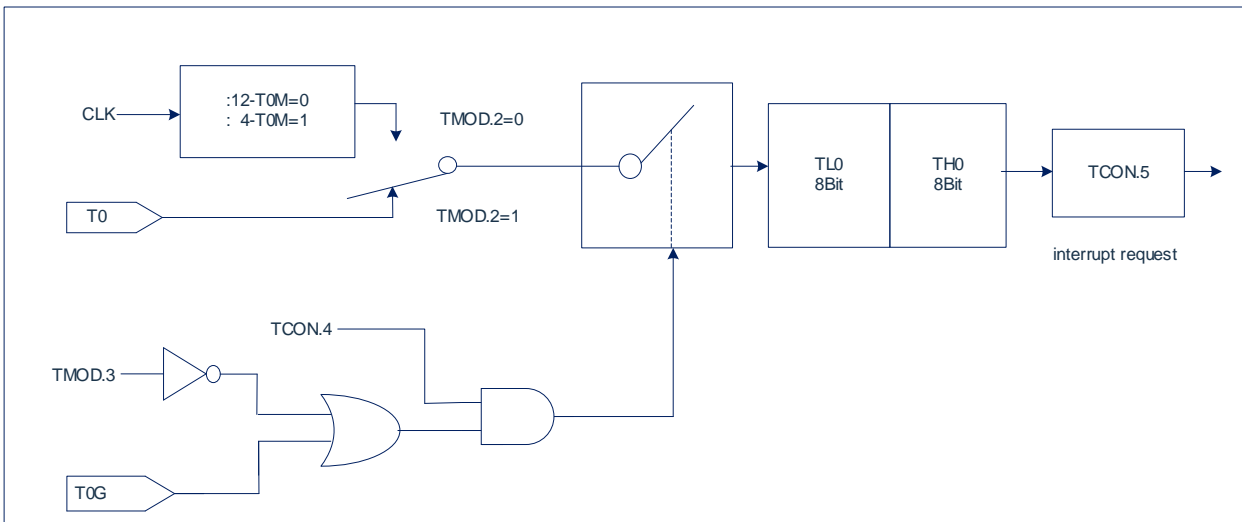 :12-T0M=0
: 4-T0M=1
CLK
TMOD.2=0
T0
TMOD.2=1
TL0
8Bit
TH0
8Bit
TCON.5
interrupt request
TCON.4
TMOD.3
T0G